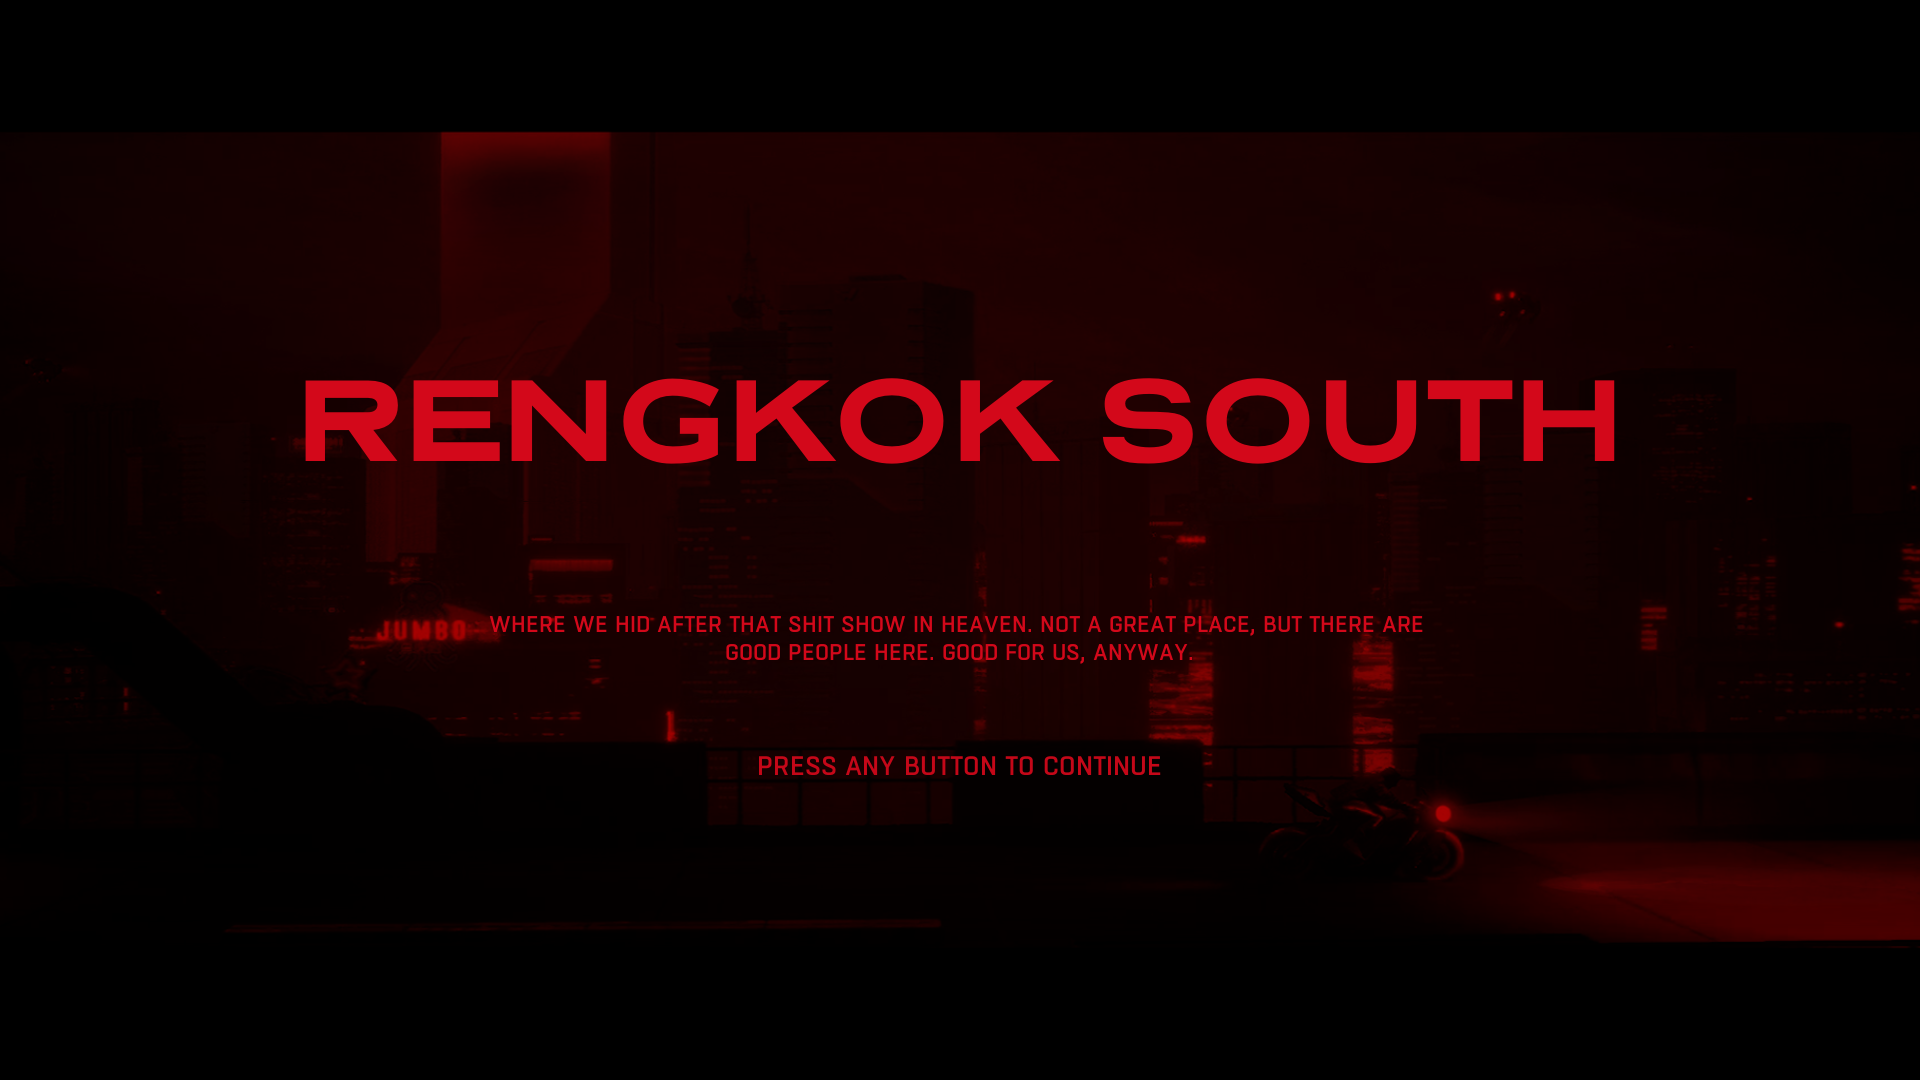 RENGKOK SOUTH
JUMBO
WHERE WE HID AFTER THAT SHIT SHOW IN HEAVEN. NOT A GREAT PLACE, BUT THERE ARE
GOOD PEOPLE HERE. GOOD FOR US, ANYWAY.
PRESS ANY BUTTON TO CONTINUE